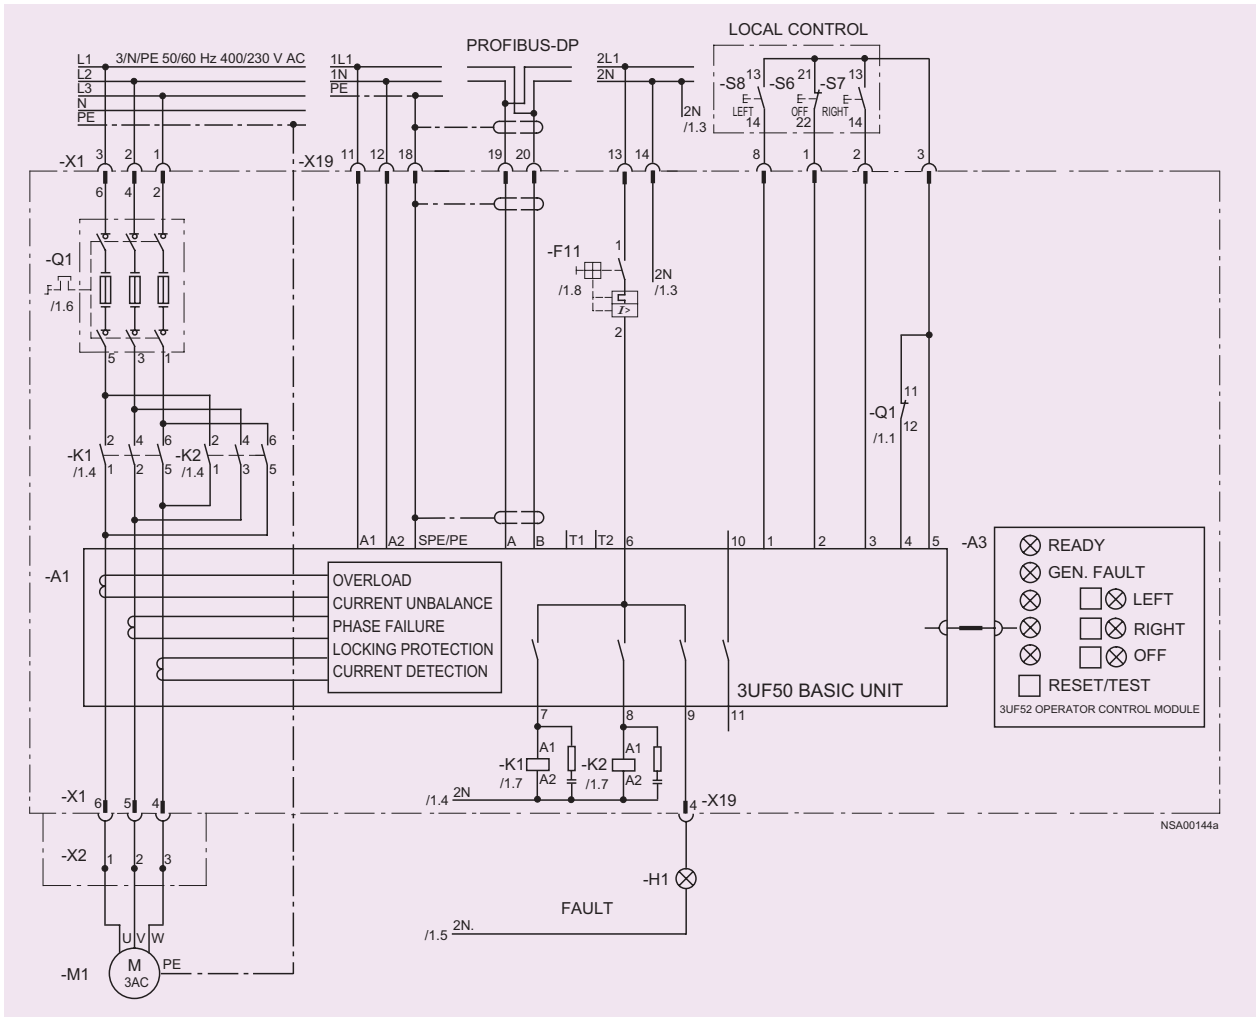 LOCAL CONTROL
PROFIBUS-DP
L1 3/N/PE 50/60 Hz 400/230 V AC
L2
L3
N
PE
1L1
1N
PE
2L1
2N
2N
/1.3
-S8 13 -S6 21 -S7 13
E E E
LEFT OFF RIGHT
14 22 14
-X1 3 2 1
-X19 11 12 18 19 20 13 14 8 1 2 3
6 4 2
-Q1
/1.6
5 3 1
-F11
/1.8
1
I>
2
2N
/1.3
-Q1
/1.1
11
12
-K1
/1.4
2 4 6
1 2 5
-K2
/1.4
2 4 6
1 3 5
A1 A2 SPE/PE A B T1 T2 6 10 1 2 3 4 5
-A1
OVERLOAD
CURRENT UNBALANCE
PHASE FAILURE
LOCKING PROTECTION
CURRENT DETECTION
3UF50 BASIC UNIT
-A3
READY
GEN. FAULT
LEFT
RIGHT
OFF
RESET/TEST
3UF52 OPERATOR CONTROL MODULE
7 8 9 11
-K1
/1.7
A1
A2
-K2
/1.7
A1
A2
/1.4 2N
4 -X19
NSA00144a
-X1 6 5 4
-X2 1 2 3
-H1
FAULT
/1.5 2N.
U V W
-M1
M
3AC
PE